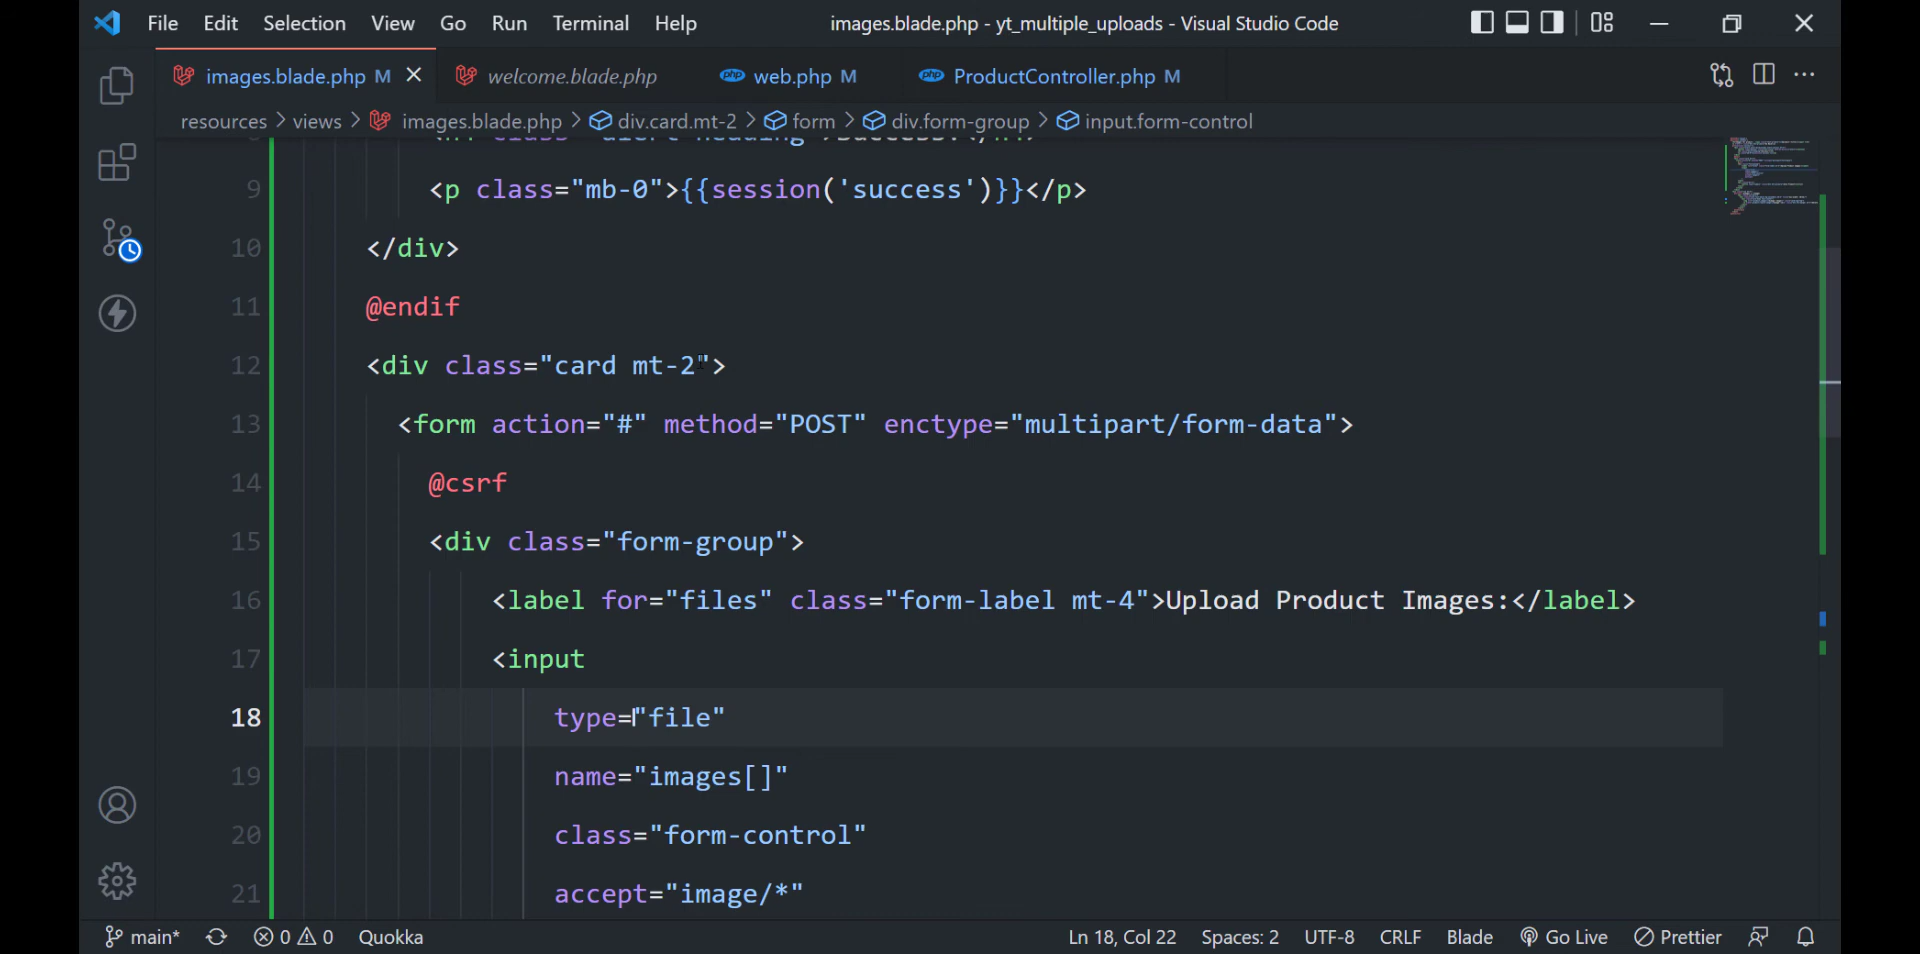 File Edit Selection View Go Run Terminal Help images.blade.php - yt_multiple_uploads - Visual Studio Code
images.blade.php M welcome.blade.php php web.php M php ProductController.php M
resources > views > images.blade.php > div.card.mt-2 > form > div.form-group > input.form-control
9 <p class="mb-0">{{session('success')}}</p>
10 </div>
11 @endif
12 <div class="card mt-2">
13 <form action="#" method="POST" enctype="multipart/form-data">
14 @csrf
15 <div class="form-group">
16 <label for="files" class="form-label mt-4">Upload Product Images:</label>
17 <input
18 type="file"
19 name="images[]"
20 class="form-control"
21 accept="image/*"
main* 0 0 Quokka Ln 18, Col 22 Spaces: 2 UTF-8 CRLF Blade Go Live Prettier